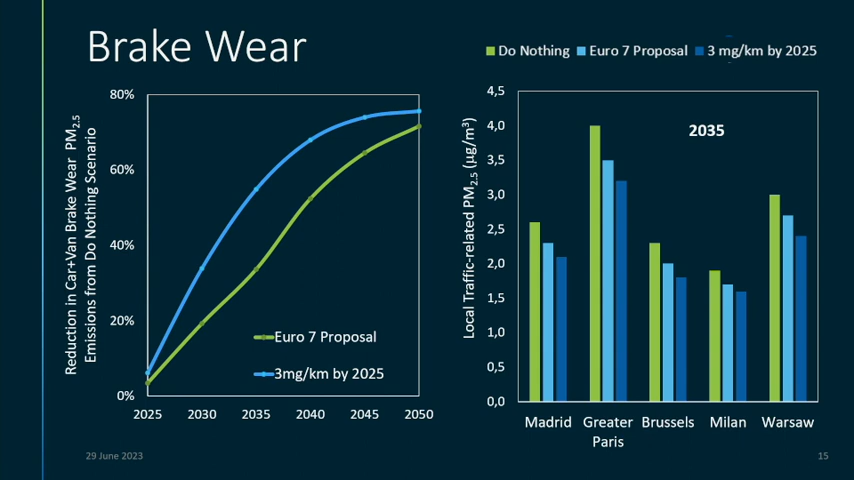 Brake Wear
Do Nothing Euro 7 Proposal 3 mg/km by 2025
Reduction in Car+Van Brake Wear PM2.5
Emissions from Do Nothing Scenario
80%
60%
40%
20%
0%
2025 2030 2035 2040 2045 2050
Euro 7 Proposal
3mg/km by 2025
Local Traffic-related PM2.5 (µg/m³)
4,5
4,0
3,5
3,0
2,5
2,0
1,5
1,0
0,5
0,0
2035
Madrid Greater Brussels Milan Warsaw
Paris
29 June 2023
15